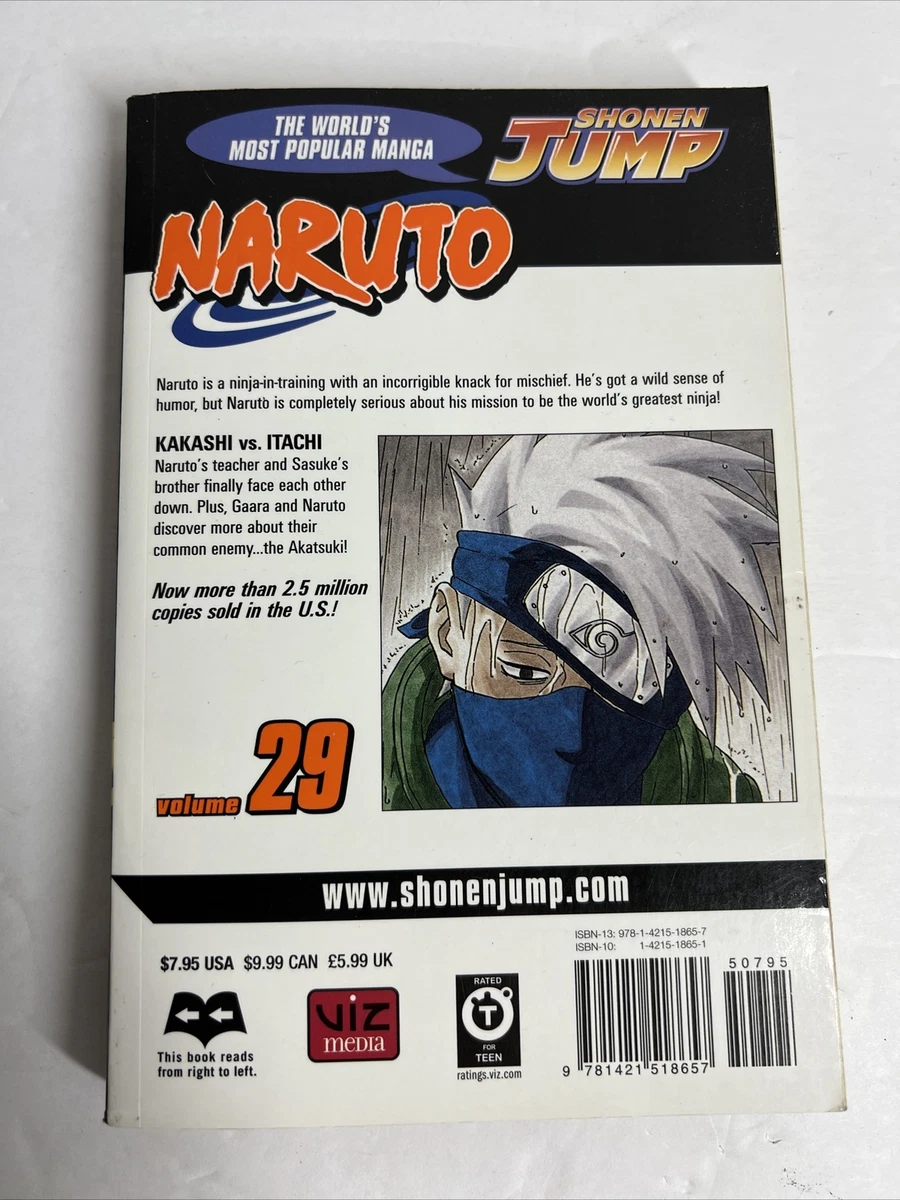 THE WORLD'S
MOST POPULAR MANGA
SHONEN
JUMP
NARUTO
Naruto is a ninja-in-training with an incorrigible knack for mischief. He's got a wild sense of
humor, but Naruto is completely serious about his mission to be the world's greatest ninja!
KAKASHI vs. ITACHI
Naruto's teacher and Sasuke's
brother finally face each other
down. Plus, Gaara and Naruto
discover more about their
common enemy...the Akatsuki!
Now more than 2.5 million
copies sold in the U.S.!
volume 29
www.shonenjump.com
$7.95 USA $9.99 CAN £5.99 UK
This book reads
from right to left.
VIZ
MEDIA
RATED
T
FOR
TEEN
ratings.viz.com
ISBN-13: 978-1-4215-1865-7
ISBN-10: 1-4215-1865-1
50795
9 781421 518657